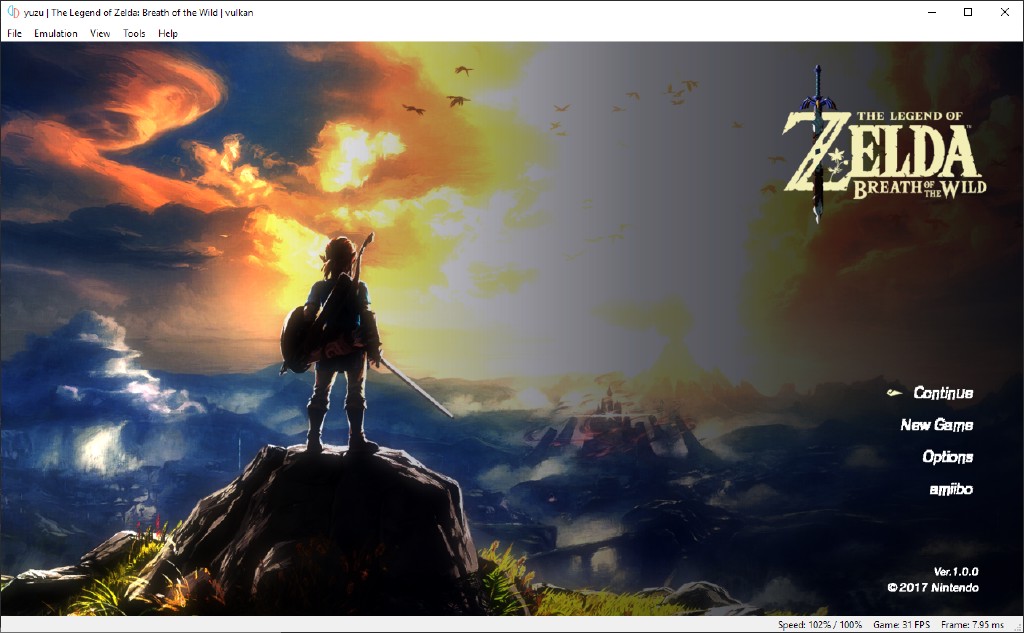 yuzu | The Legend of Zelda: Breath of the Wild | vulkan
File Emulation View Tools Help
THE LEGEND OF
ZELDA
BREATH OF THE WILD
Continue
New Game
Options
amiibo
Ver.1.0.0
© 2017 Nintendo
Speed: 102% / 100% Game: 31 FPS Frame: 7.95 ms